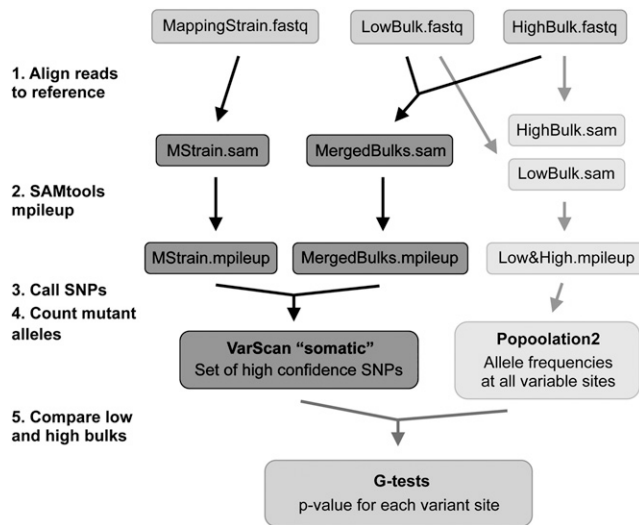 MappingStrain.fastq
LowBulk.fastq
HighBulk.fastq
1. Align reads
to reference
HighBulk.sam
MStrain.sam
MergedBulks.sam
LowBulk.sam
2. SAMtools
mpileup
MStrain.mpileup
MergedBulks.mpileup
Low&High.mpileup
3. Call SNPs
4. Count mutant
alleles
VarScan “somatic”
Set of high confidence SNPs
Popoolation2
Allele frequencies
at all variable sites
5. Compare low
and high bulks
G-tests
p-value for each variant site